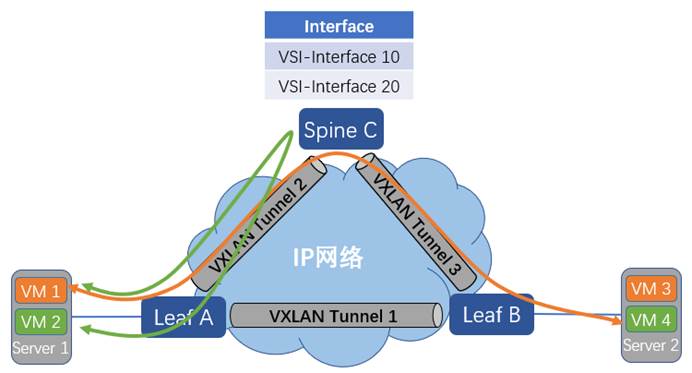 Interface
VSI-Interface 10
VSI-Interface 20
Spine C
VXLAN Tunnel 2
VXLAN Tunnel 3
IP网络
VM 1
VM 2
Server 1
Leaf A
VXLAN Tunnel 1
Leaf B
VM 3
VM 4
Server 2